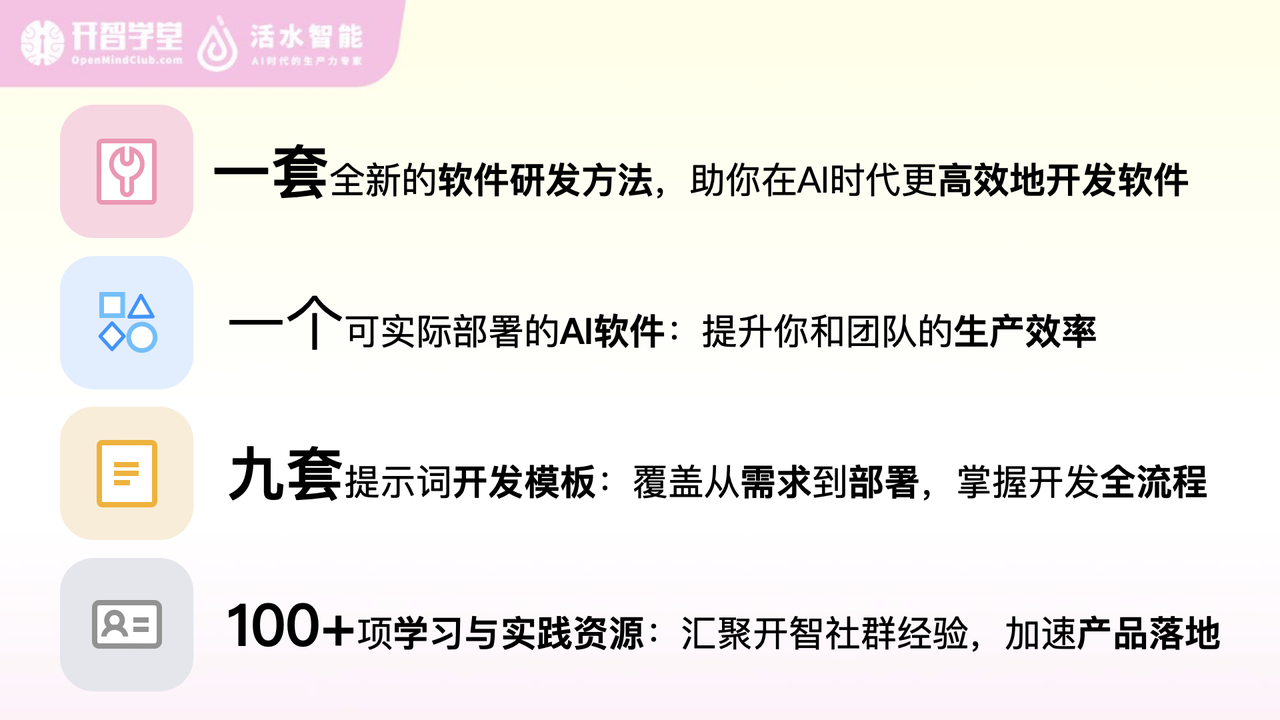 开智学堂
OpenMindClub.com
活水智能
AI时代的生产力专家
一套全新的软件研发方法，助你在AI时代更高效地开发软件
一个可实际部署的AI软件：提升你和团队的生产效率
九套提示词开发模板：覆盖从需求到部署，掌握开发全流程
100+项学习与实践资源：汇聚开智社群经验，加速产品落地